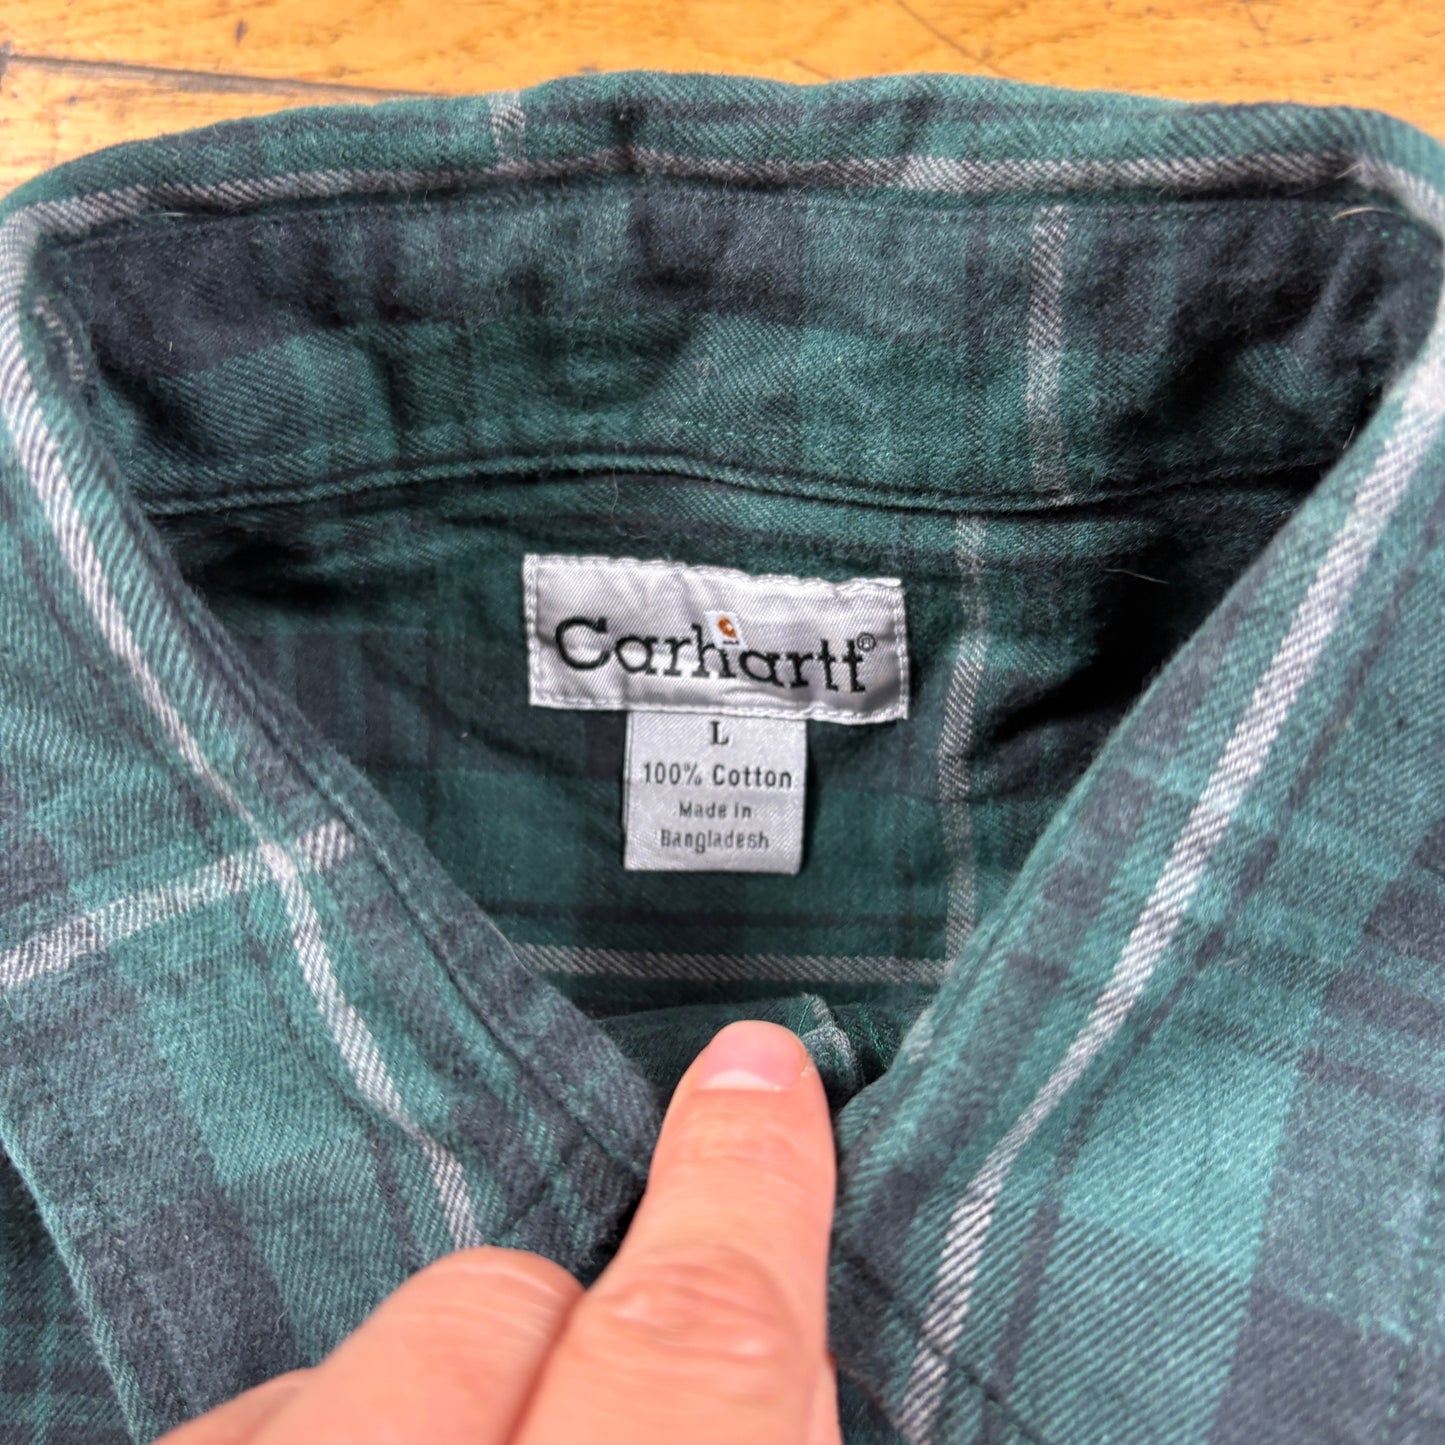 Carhartt®
L
100% Cotton
Made in
Bangladesh